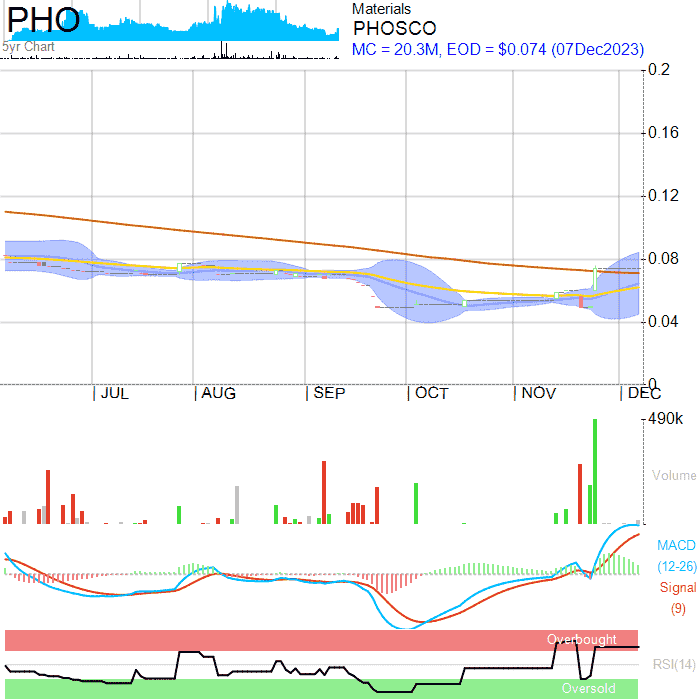 PHO
5yr Chart
Materials
PHOSCO
MC = 20.3M, EOD = $0.074 (07Dec2023)
0.2
0.16
0.12
0.08
0.04
0
JUL AUG SEP OCT NOV DEC
490k
Volume
MACD
(12-26)
Signal
(9)
Overbought
RSI(14)
Oversold